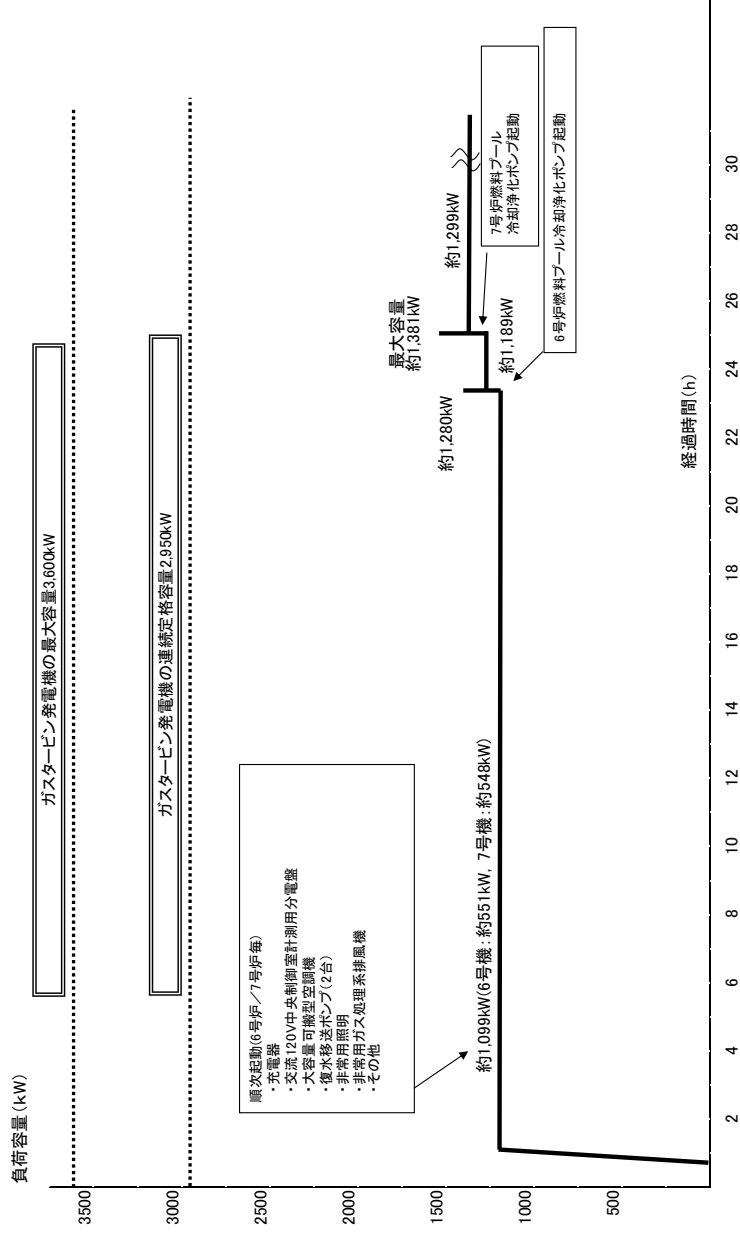 負荷容量(kW)
3500
3000
2500
2000
1500
1000
500
ガスタービン発電機の最大容量3,600kW
ガスタービン発電機の連続定格容量2,950kW
順次起動(6号炉/7号炉毎)
・充電器
・交流120V中央制御室計測用分電盤
・大容量可搬型空調機
・復水移送ポンプ(2台)
・非常用照明
・非常用ガス処理系排風機
・その他
約1,099kW(6号機:約551kW, 7号機:約548kW)
約1,280kW
最大容量
約1,381kW
約1,189kW
約1,299kW
7号炉燃料プール
冷却浄化ポンプ起動
6号炉燃料プール冷却浄化ポンプ起動
2
4
6
8
10
12
14
16
18
20
22
24
26
28
30
経過時間(h)